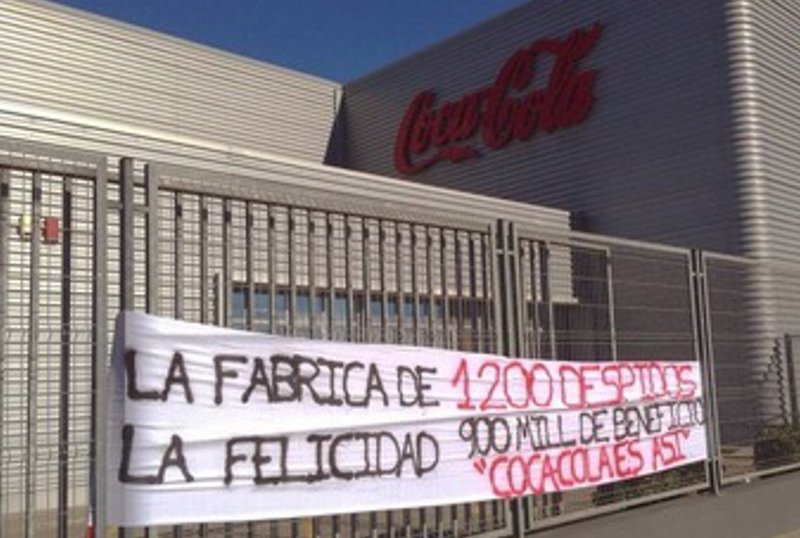 Coca-Cola
LA FABRICA DE 1200 DESPIDOS
LA FELICIDAD 900 MILL DE BENEFICIO
"COCACOLA ES ASI"